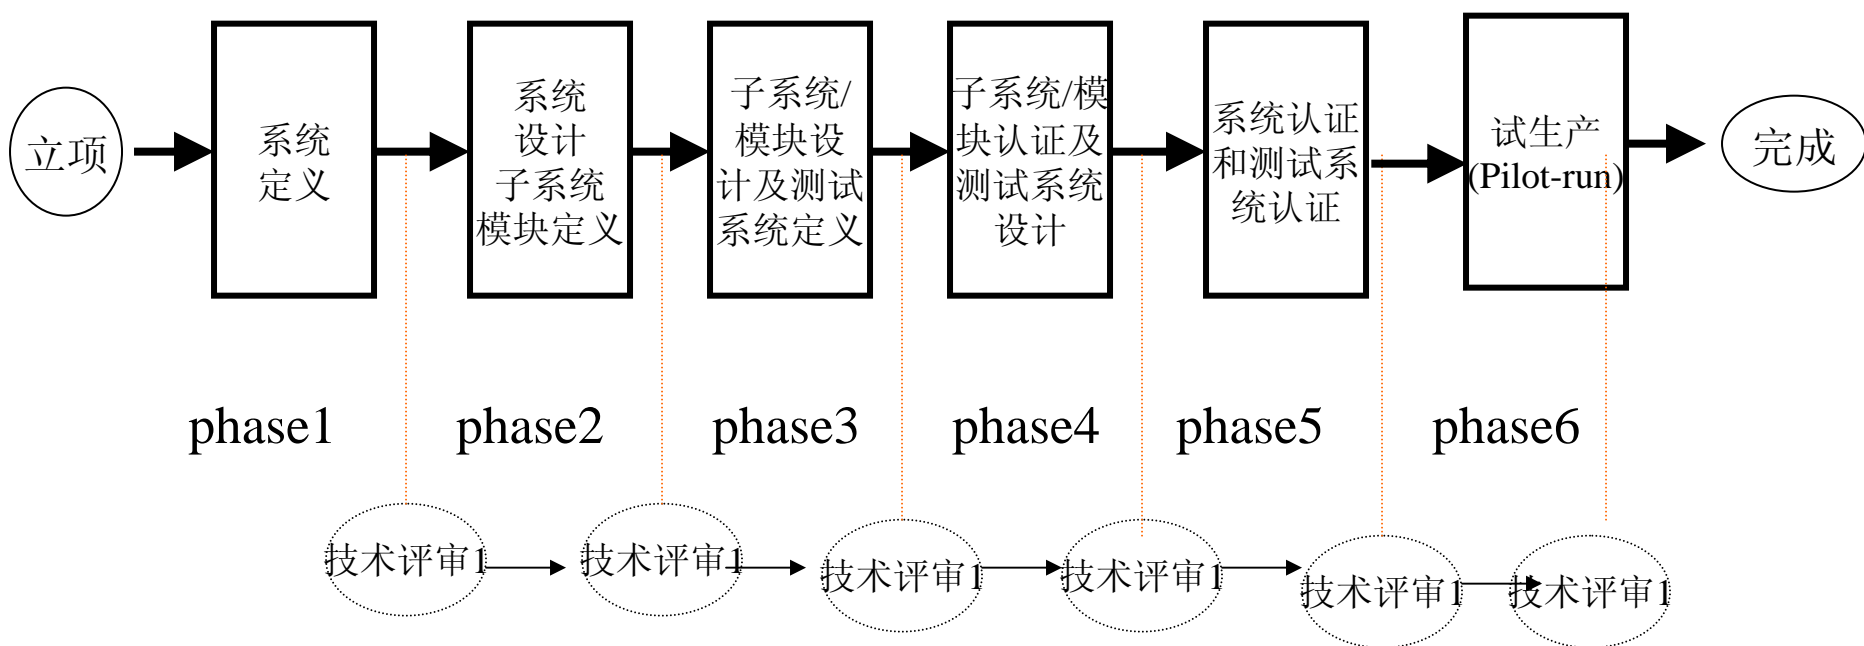 立项
系统
定义
系统
设计
子系统
模块定义
子系统/
模块设
计及测试
系统定义
子系统/模
块认证及
测试系统
设计
系统认证
和测试系
统认证
试生产
(Pilot-run)
完成
phase1
phase2
phase3
phase4
phase5
phase6
技术评审1
技术评审1
技术评审1
技术评审1
技术评审1
技术评审1